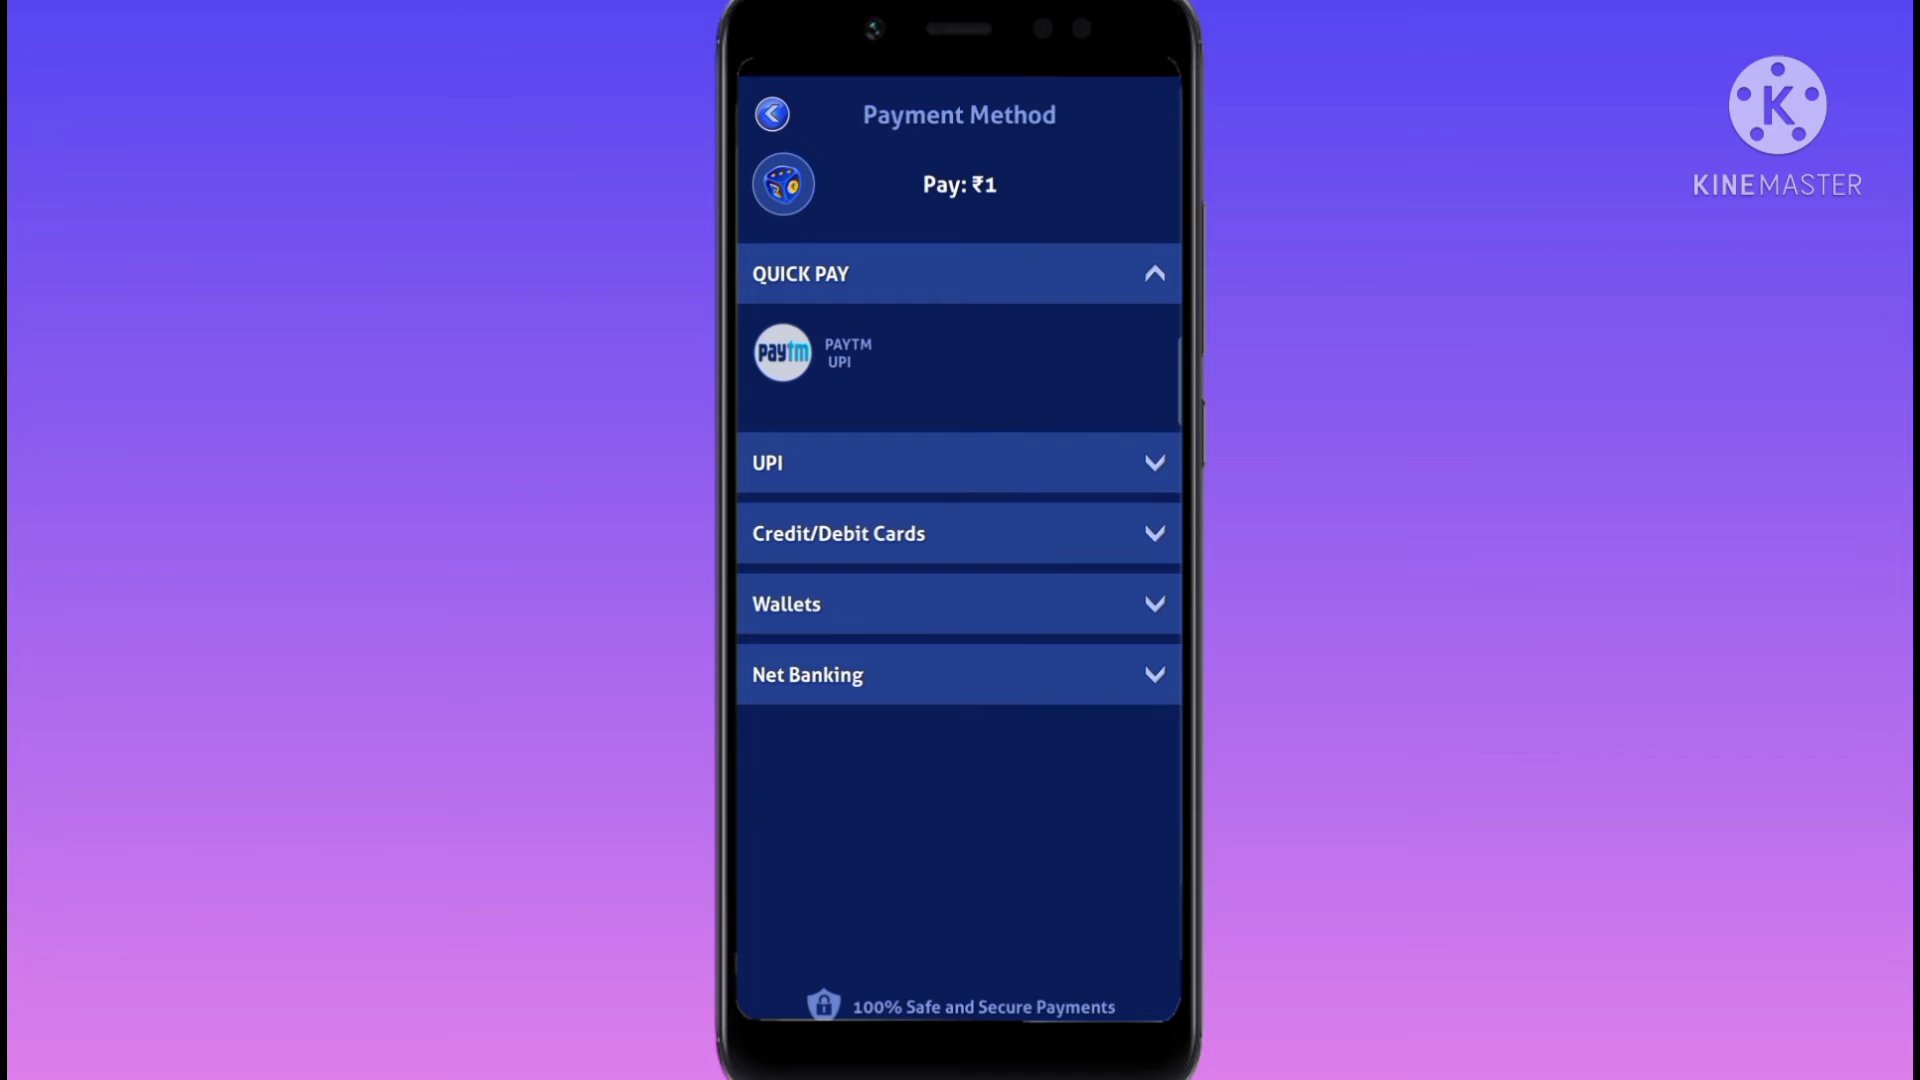 Payment Method
Pay: ₹1
QUICK PAY
paytm
PAYTM
UPI
UPI
Credit/Debit Cards
Wallets
Net Banking
100% Safe and Secure Payments
K
KINEMASTER